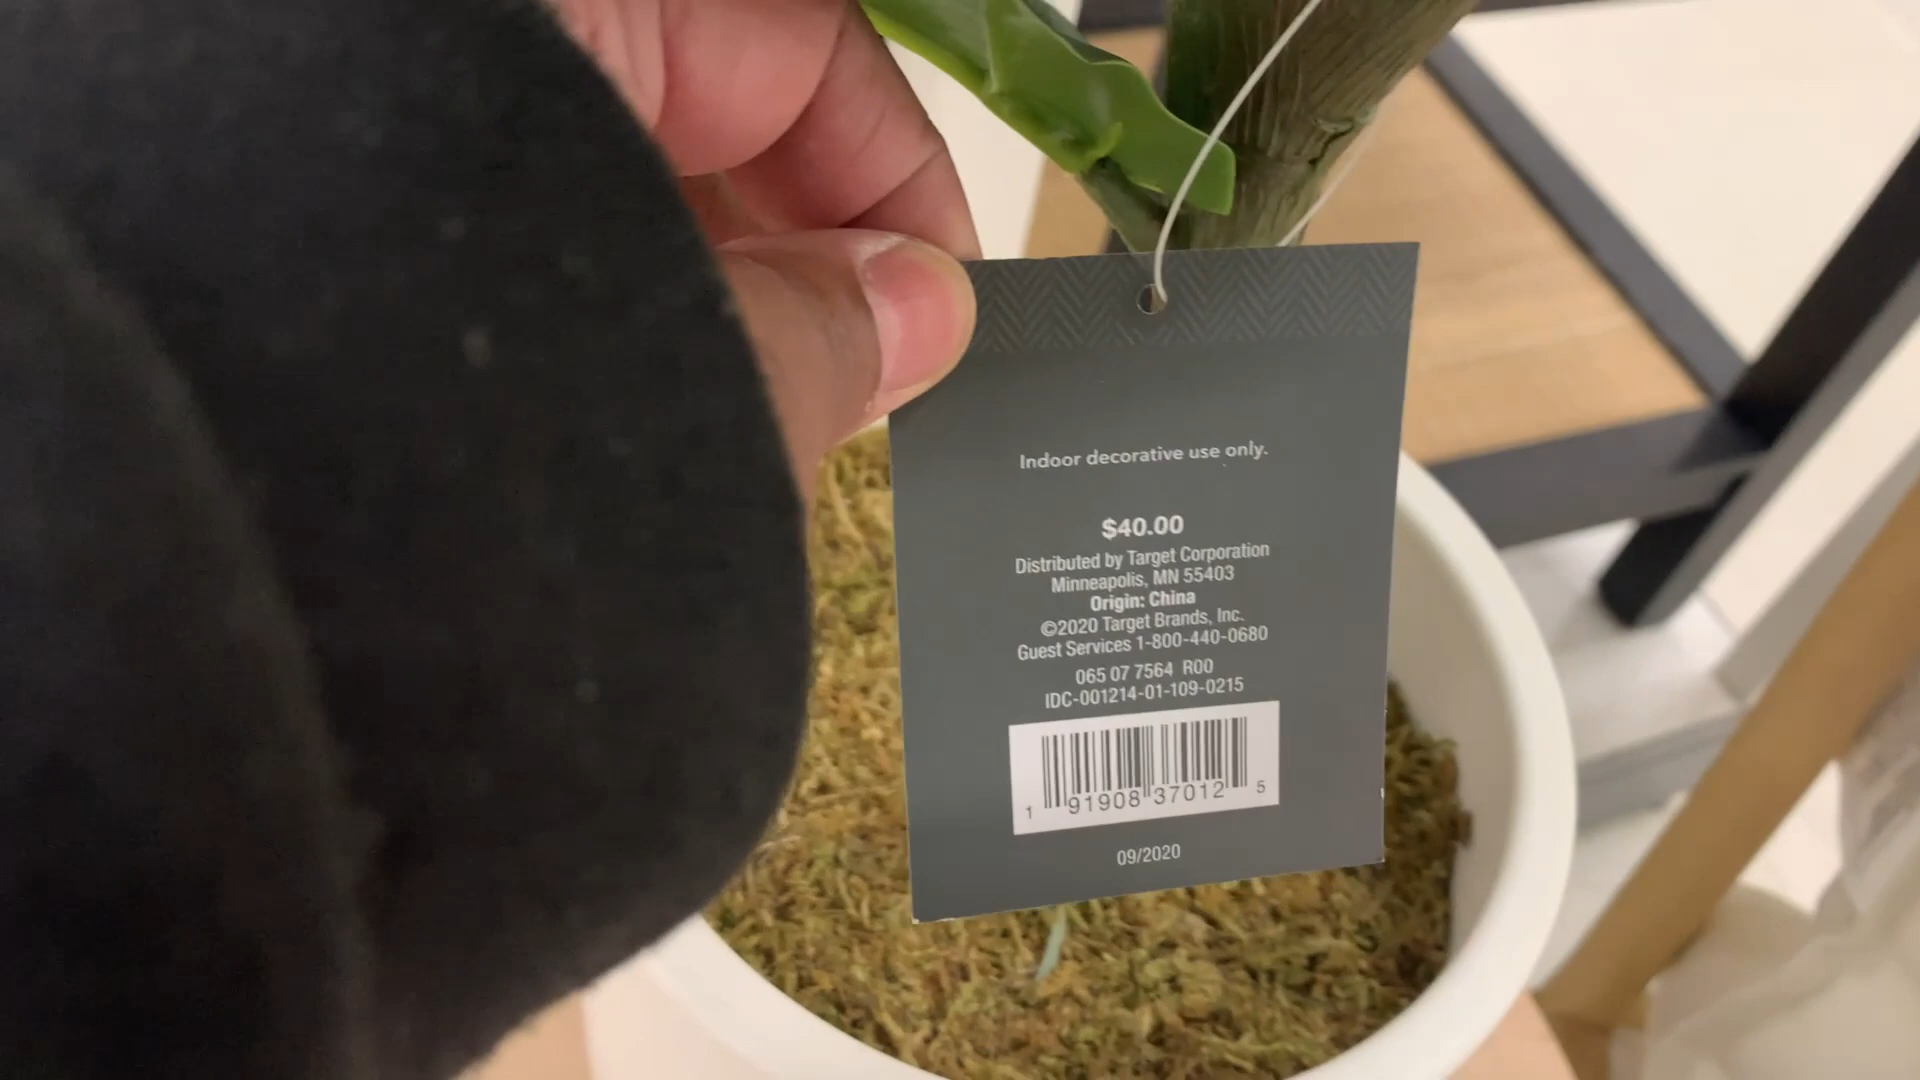 Indoor decorative use only.
$40.00
Distributed by Target Corporation
Minneapolis, MN 55403
Origin: China
©2020 Target Brands, Inc.
Guest Services 1-800-440-0680
065 07 7564 R00
IDC-001214-01-109-0215
1 91908 37012 5
09/2020